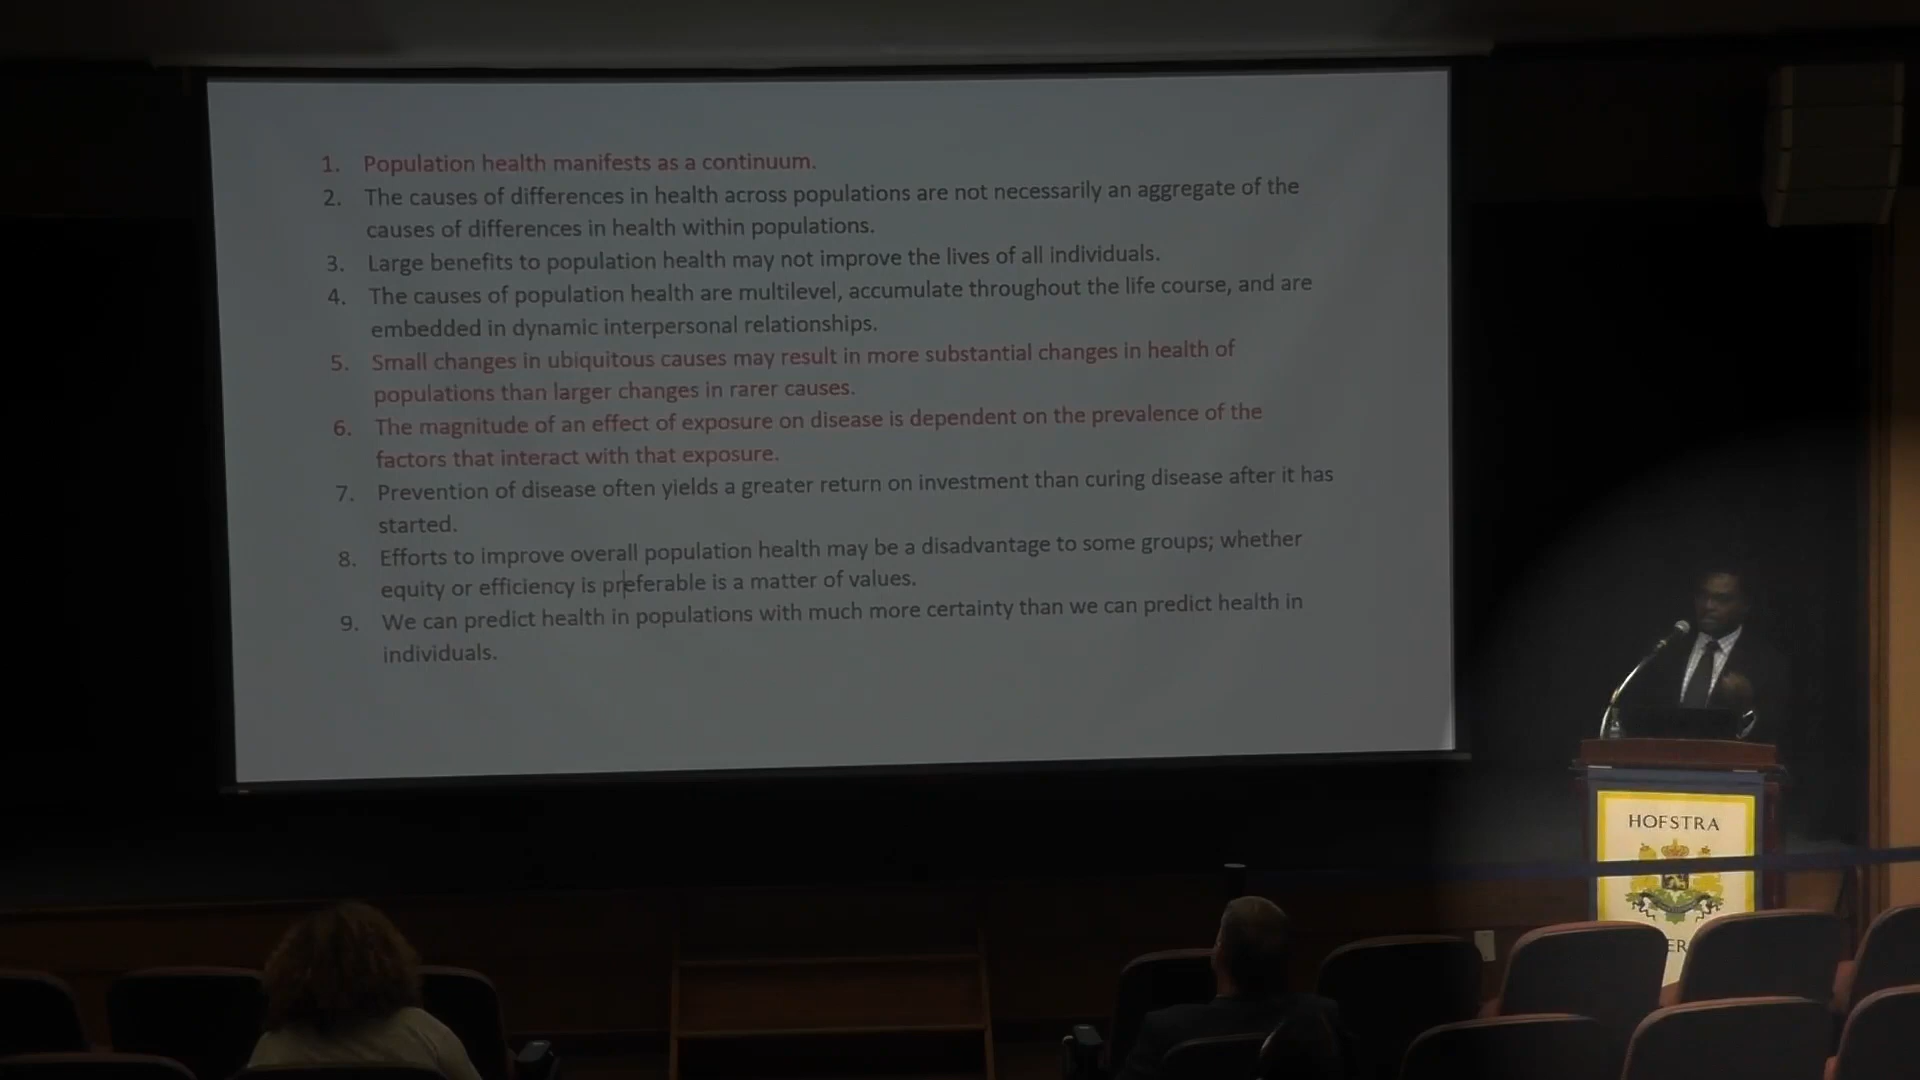 1. Population health manifests as a continuum.
2. The causes of differences in health across populations are not necessarily an aggregate of the
causes of differences in health within populations.
3. Large benefits to population health may not improve the lives of all individuals.
4. The causes of population health are multilevel, accumulate throughout the life course, and are
embedded in dynamic interpersonal relationships.
5. Small changes in ubiquitous causes may result in more substantial changes in health of
populations than larger changes in rarer causes.
6. The magnitude of an effect of exposure on disease is dependent on the prevalence of the
factors that interact with that exposure.
7. Prevention of disease often yields a greater return on investment than curing disease after it has
started.
8. Efforts to improve overall population health may be a disadvantage to some groups; whether
equity or efficiency is preferable is a matter of values.
9. We can predict health in populations with much more certainty than we can predict health in
individuals.
HOFSTRA